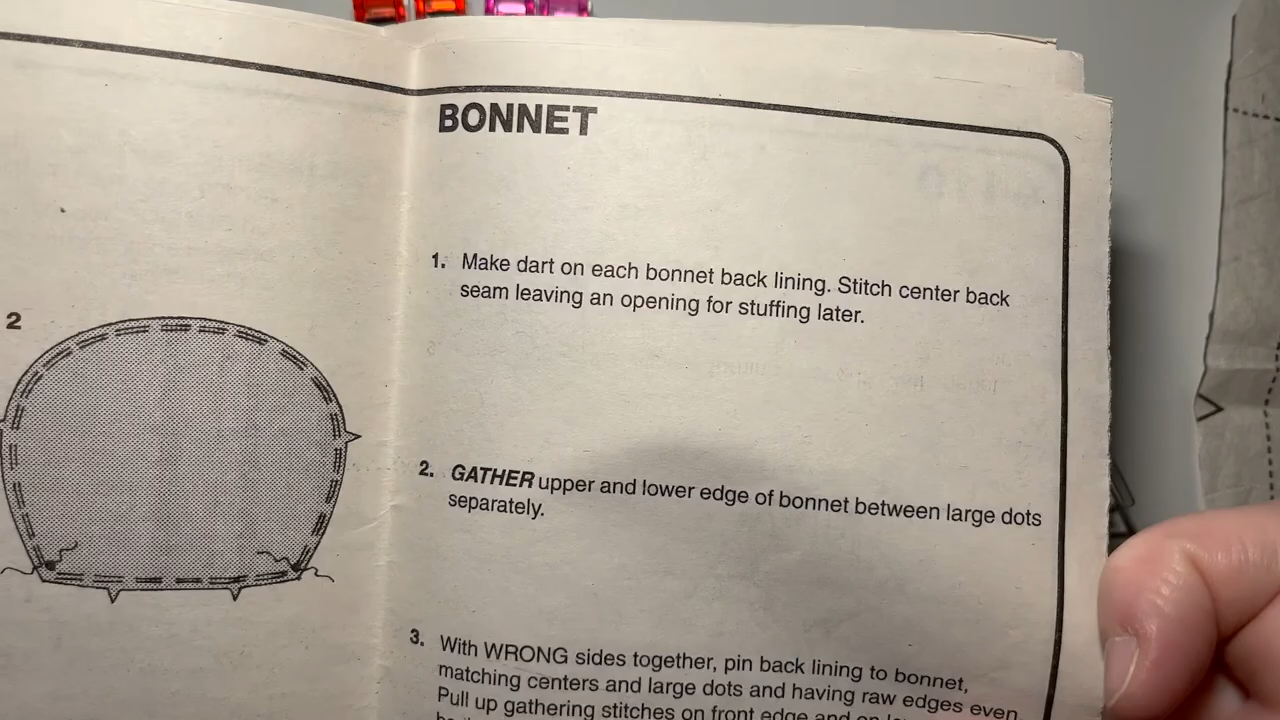 BONNET
1. Make dart on each bonnet back lining. Stitch center back
seam leaving an opening for stuffing later.
2
2. GATHER upper and lower edge of bonnet between large dots
separately.
3. With WRONG sides together, pin back lining to bonnet,
matching centers and large dots and having raw edges even.
Pull up gathering stitches on front edge and on